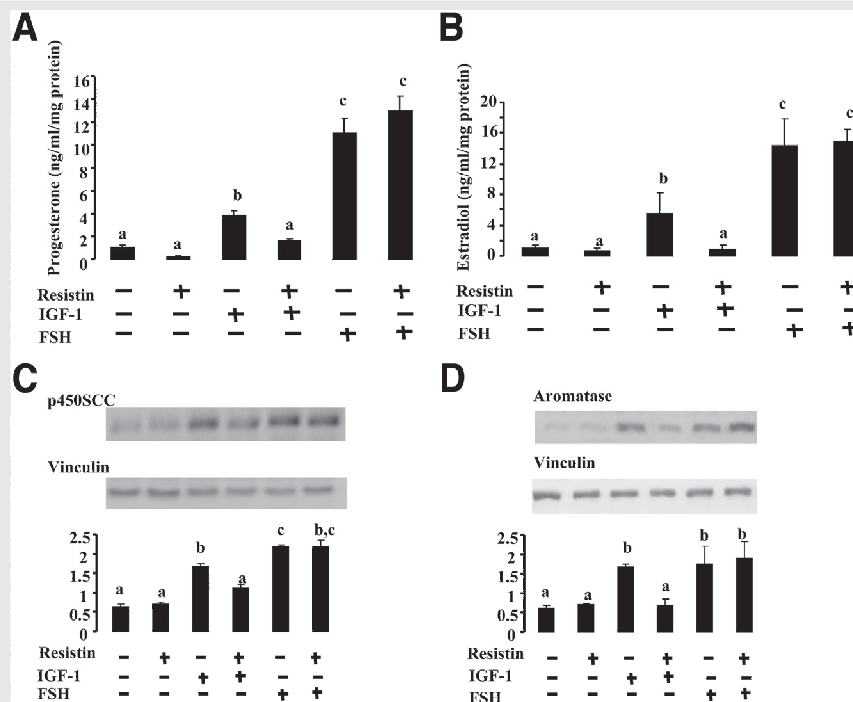 A
Progesterone (ng/ml/mg protein)
16
14
12
10
8
6
4
2
0
a
a
b
a
c
c
Resistin − + − + − +
IGF-1 − − + + − −
FSH − − − − + +
B
Estradiol (ng/ml/mg protein)
20
16
12
8
4
0
a
a
b
a
c
c
Resistin − + − + − +
IGF-1 − − + + − −
FSH − − − − + +
C
p450SCC
Vinculin
2.5
2
1.5
1
0.5
0
a
a
b
a
c
b,c
Resistin − + − + − +
IGF-1 − − + + − −
FSH − − − − + +
D
Aromatase
Vinculin
2.5
2
1.5
1
0.5
0
a
a
b
a
b
b
Resistin − + − + − +
IGF-1 − − + + − −
FSH − − − − + +